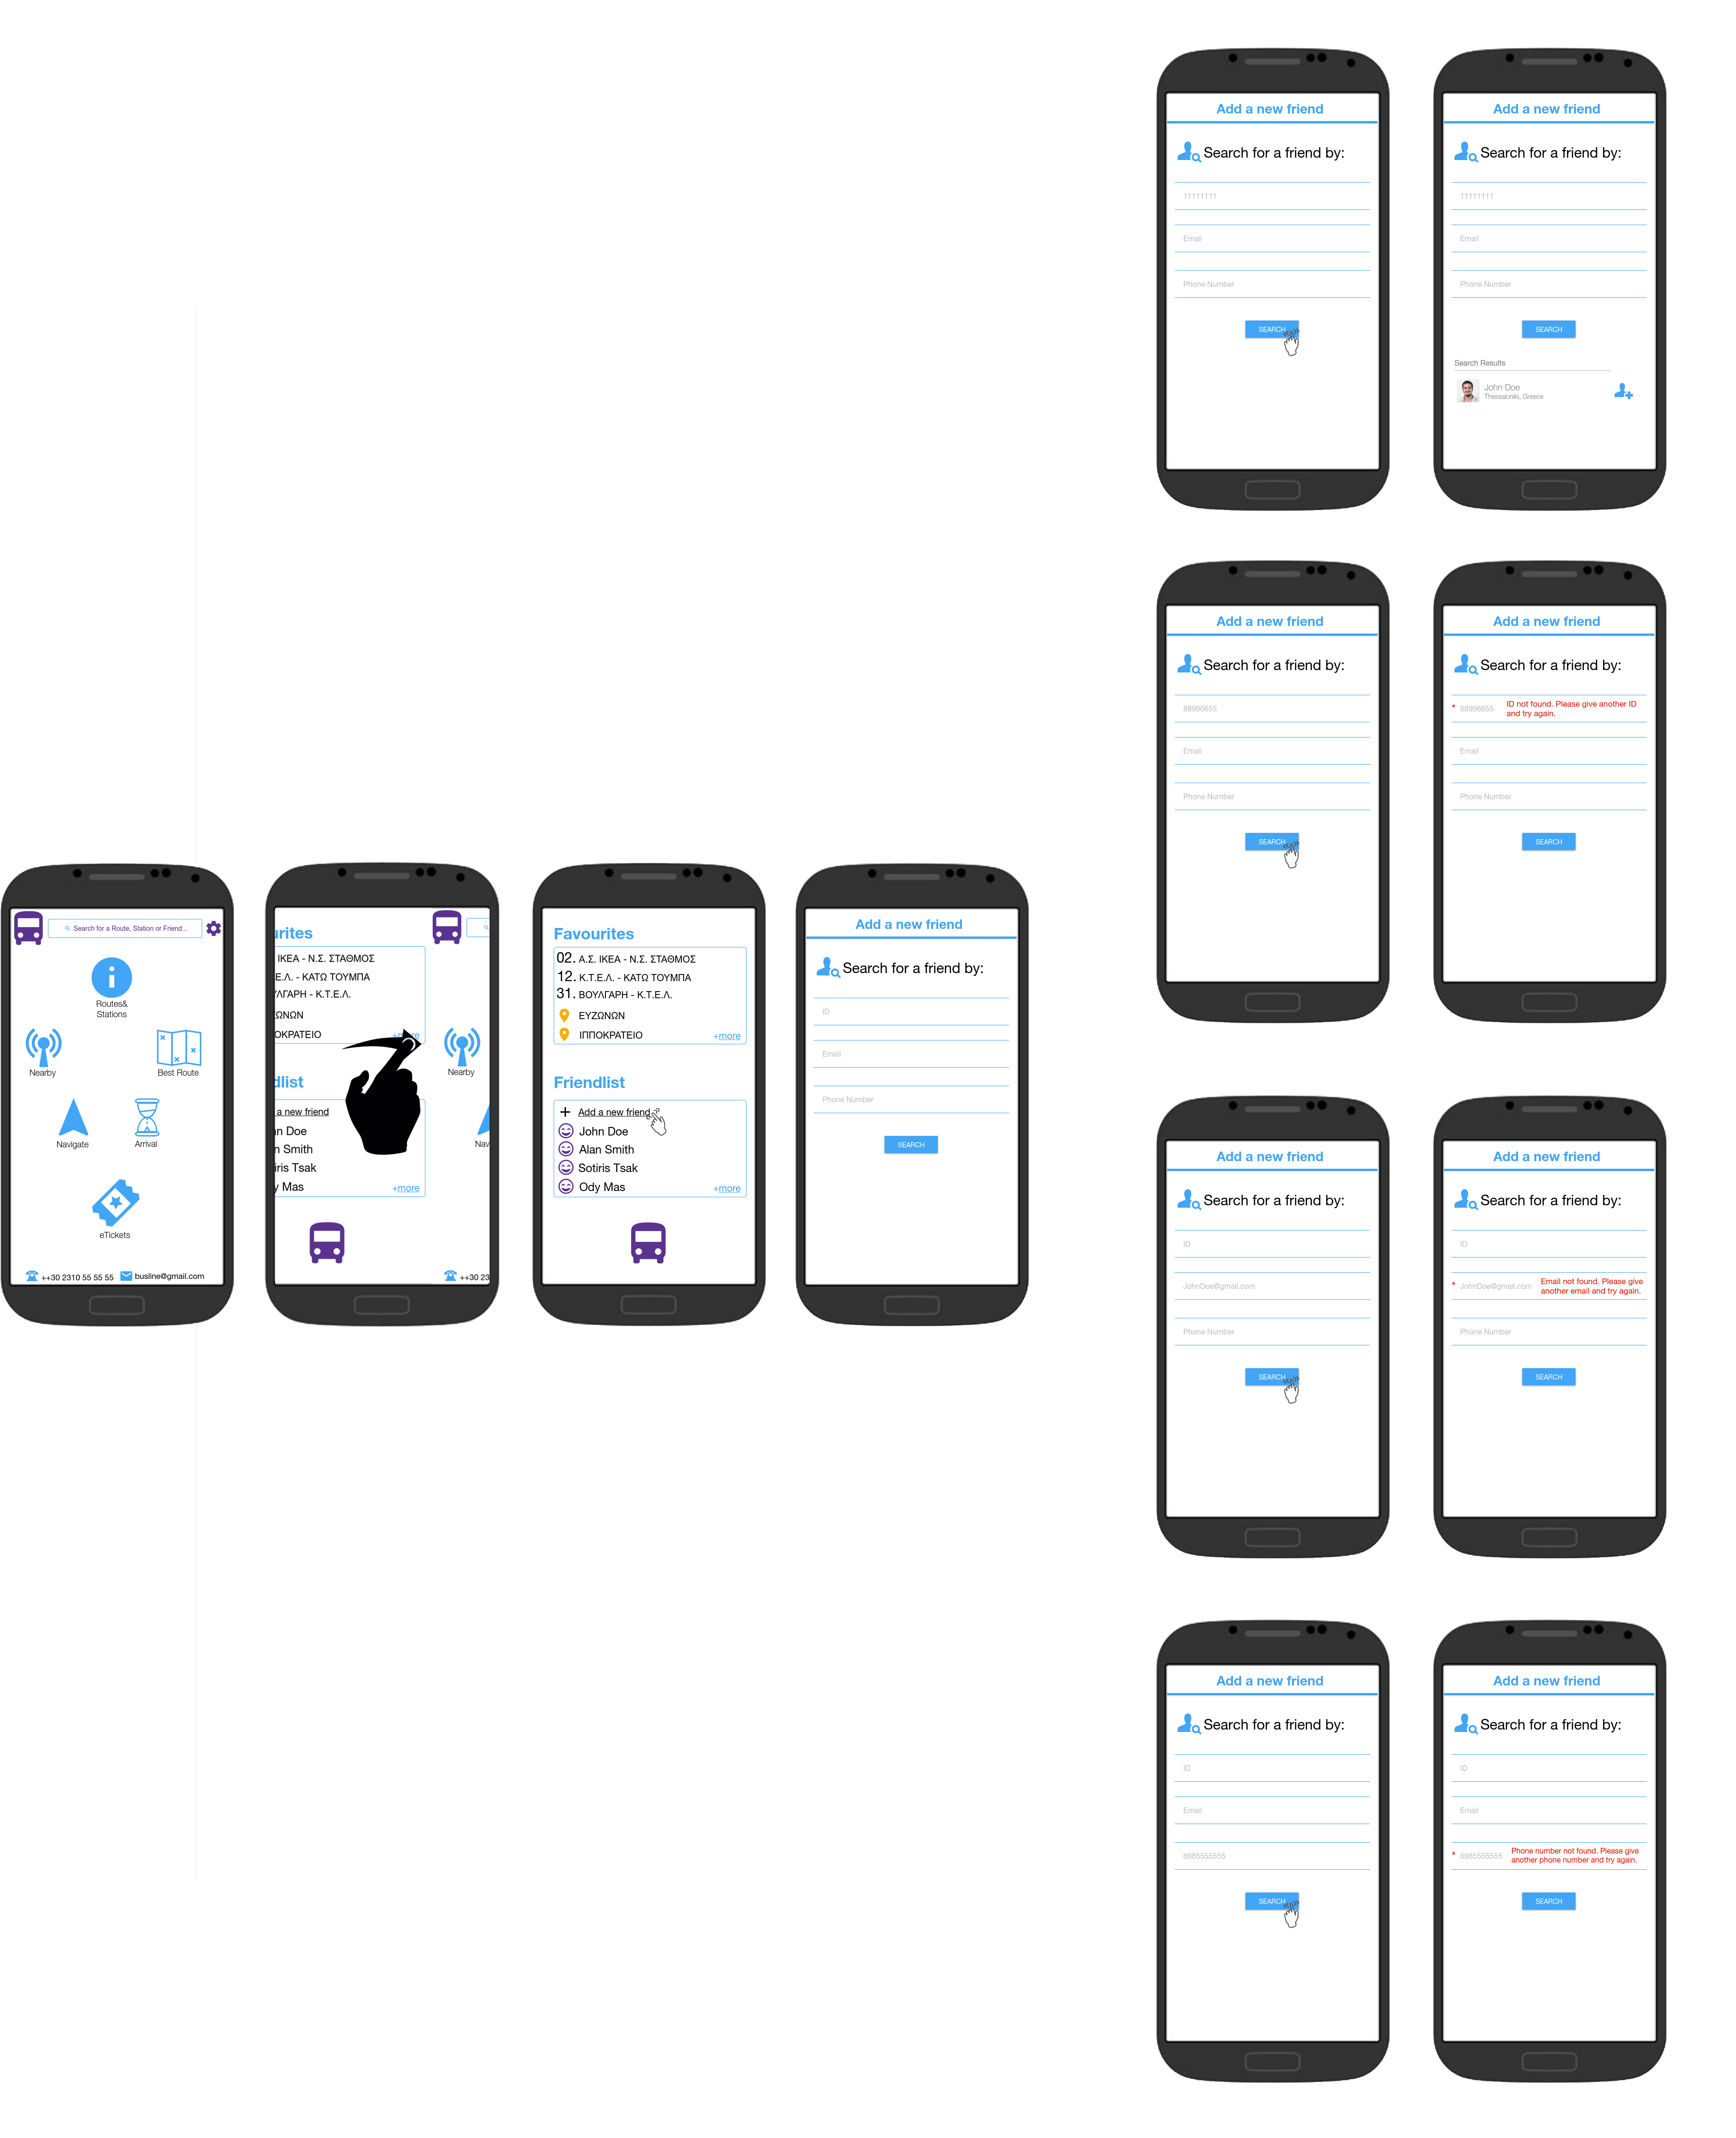 Add a new friend
Search for a friend by:
11111111
Email
Phone Number
SEARCH
Add a new friend
Search for a friend by:
11111111
Email
Phone Number
SEARCH
Search Results
John Doe
Thessaloniki, Greece
Add a new friend
Search for a friend by:
88996655
Email
Phone Number
SEARCH
Add a new friend
Search for a friend by:
* 68996655 ID not found. Please give another ID
and try again.
Email
Phone Number
SEARCH
Search for a Route, Station or Friend...
Routes&
Stations
Nearby
Best Route
Navigate
Arrival
eTickets
++30 2310 55 55 55 busline@gmail.com
urites
ΙΚΕΑ - Ν.Σ. ΣΤΑΘΜΟΣ
Ε.Λ. - ΚΑΤΩ ΤΟΥΜΠΑ
ΛΓΑΡΗ - Κ.Τ.Ε.Λ.
ΖΩΝΩΝ
ΟΚΡΑΤΕΙΟ
+more
dlist
a new friend
n Doe
n Smith
iris Tsak
y Mas
+more
Nearby
Nav
++30 23
Favourites
02. Α.Σ. ΙΚΕΑ - Ν.Σ. ΣΤΑΘΜΟΣ
12. Κ.Τ.Ε.Λ. - ΚΑΤΩ ΤΟΥΜΠΑ
31. ΒΟΥΛΓΑΡΗ - Κ.Τ.Ε.Λ.
ΕΥΖΩΝΩΝ
ΙΠΠΟΚΡΑΤΕΙΟ +more
Friendlist
+ Add a new friend
John Doe
Alan Smith
Sotiris Tsak
Ody Mas +more
Add a new friend
Search for a friend by:
ID
Email
Phone Number
SEARCH
Add a new friend
Search for a friend by:
ID
JohnDoe@gmail.com
Phone Number
SEARCH
Add a new friend
Search for a friend by:
ID
* JohnDoe@gmail.com Email not found. Please give
another email and try again.
Phone Number
SEARCH
Add a new friend
Search for a friend by:
ID
Email
6985555555
SEARCH
Add a new friend
Search for a friend by:
ID
Email
* 6985555555 Phone number not found. Please give
another phone number and try again.
SEARCH